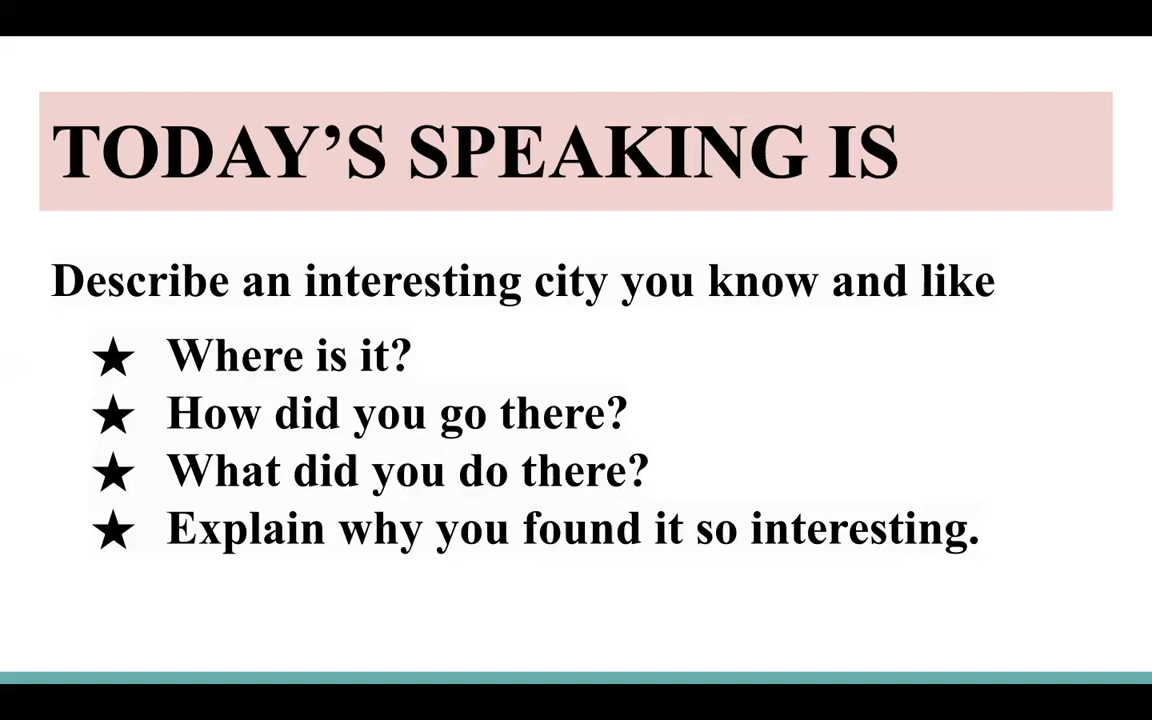 TODAY’S SPEAKING IS
Describe an interesting city you know and like
★ Where is it?
★ How did you go there?
★ What did you do there?
★ Explain why you found it so interesting.